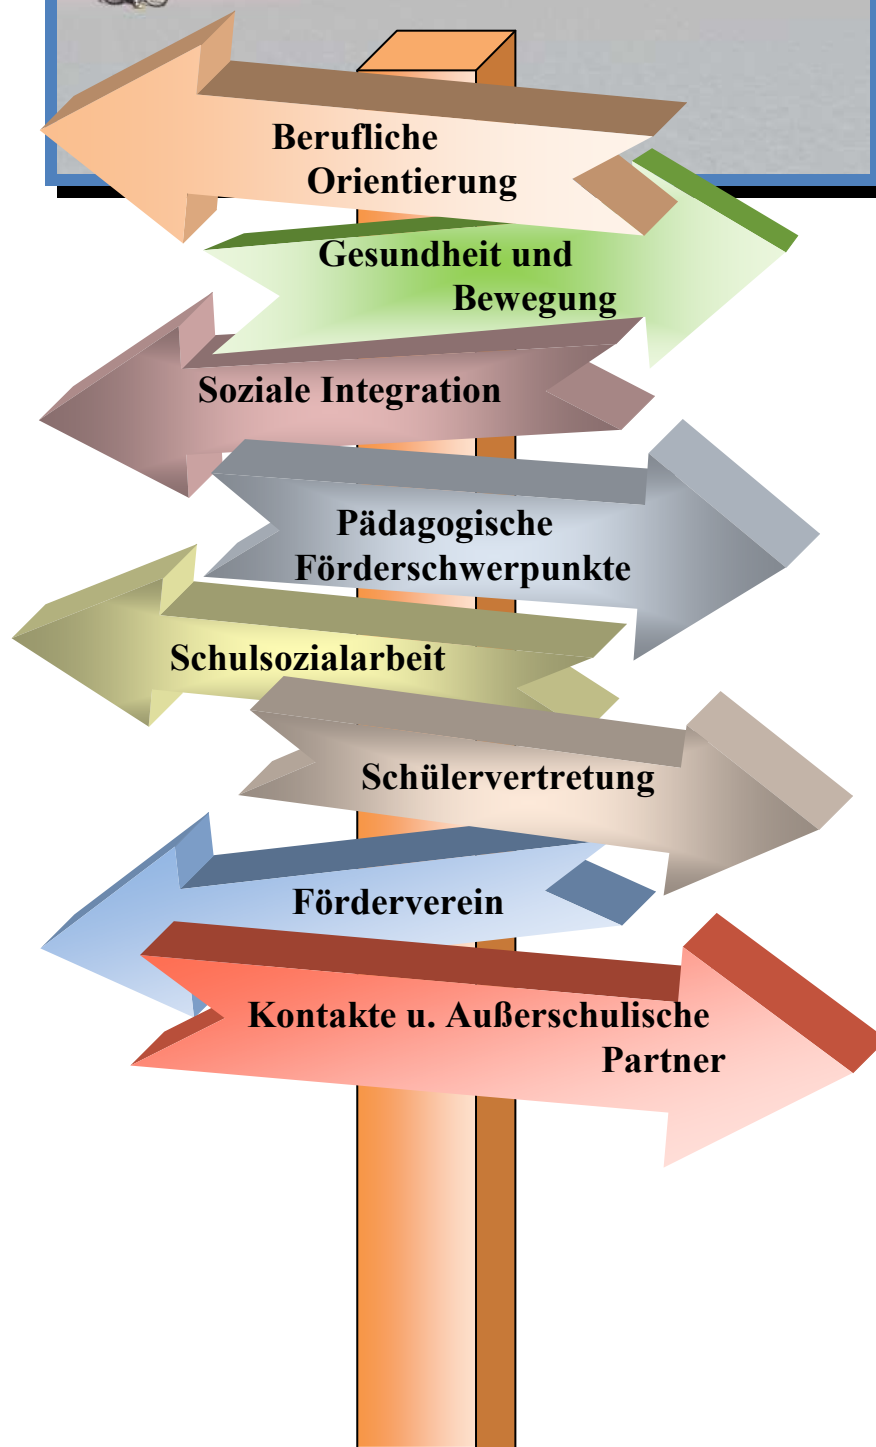 Berufliche
Orientierung
Gesundheit und
Bewegung
Soziale Integration
Pädagogische
Förderschwerpunkte
Schulsozialarbeit
Schülervertretung
Förderverein
Kontakte u. Außerschulische
Partner